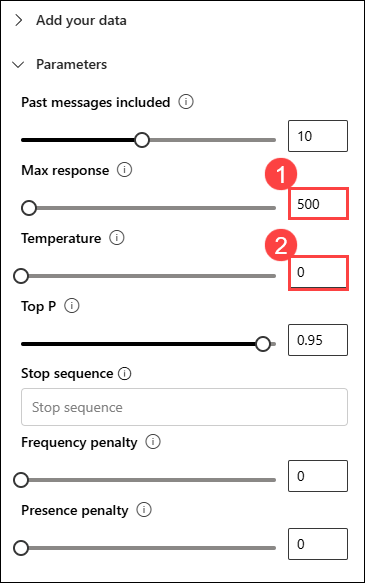 Add your data
Parameters
Past messages included
10
Max response
1
500
Temperature
2
0
Top P
0.95
Stop sequence
Stop sequence
Frequency penalty
0
Presence penalty
0